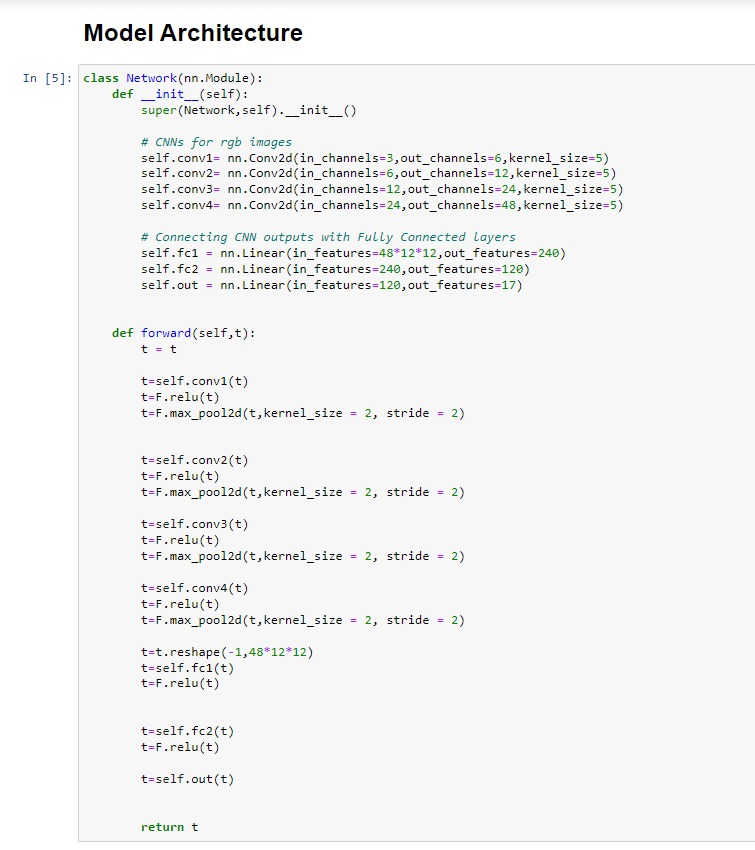 Model Architecture
In [5]: class Network(nn.Module):
    def __init__(self):
        super(Network,self).__init__()
        # CNNs for rgb images
        self.conv1= nn.Conv2d(in_channels=3,out_channels=6,kernel_size=5)
        self.conv2= nn.Conv2d(in_channels=6,out_channels=12,kernel_size=5)
        self.conv3= nn.Conv2d(in_channels=12,out_channels=24,kernel_size=5)
        self.conv4= nn.Conv2d(in_channels=24,out_channels=48,kernel_size=5)
        # Connecting CNN outputs with Fully Connected layers
        self.fc1 = nn.Linear(in_features=48*12*12,out_features=240)
        self.fc2 = nn.Linear(in_features=240,out_features=120)
        self.out = nn.Linear(in_features=120,out_features=17)
    def forward(self,t):
        t = t
        t=self.conv1(t)
        t=F.relu(t)
        t=F.max_pool2d(t,kernel_size = 2, stride = 2)
        t=self.conv2(t)
        t=F.relu(t)
        t=F.max_pool2d(t,kernel_size = 2, stride = 2)
        t=self.conv3(t)
        t=F.relu(t)
        t=F.max_pool2d(t,kernel_size = 2, stride = 2)
        t=self.conv4(t)
        t=F.relu(t)
        t=F.max_pool2d(t,kernel_size = 2, stride = 2)
        t=t.reshape(-1,48*12*12)
        t=self.fc1(t)
        t=F.relu(t)
        t=self.fc2(t)
        t=F.relu(t)
        t=self.out(t)
        return t